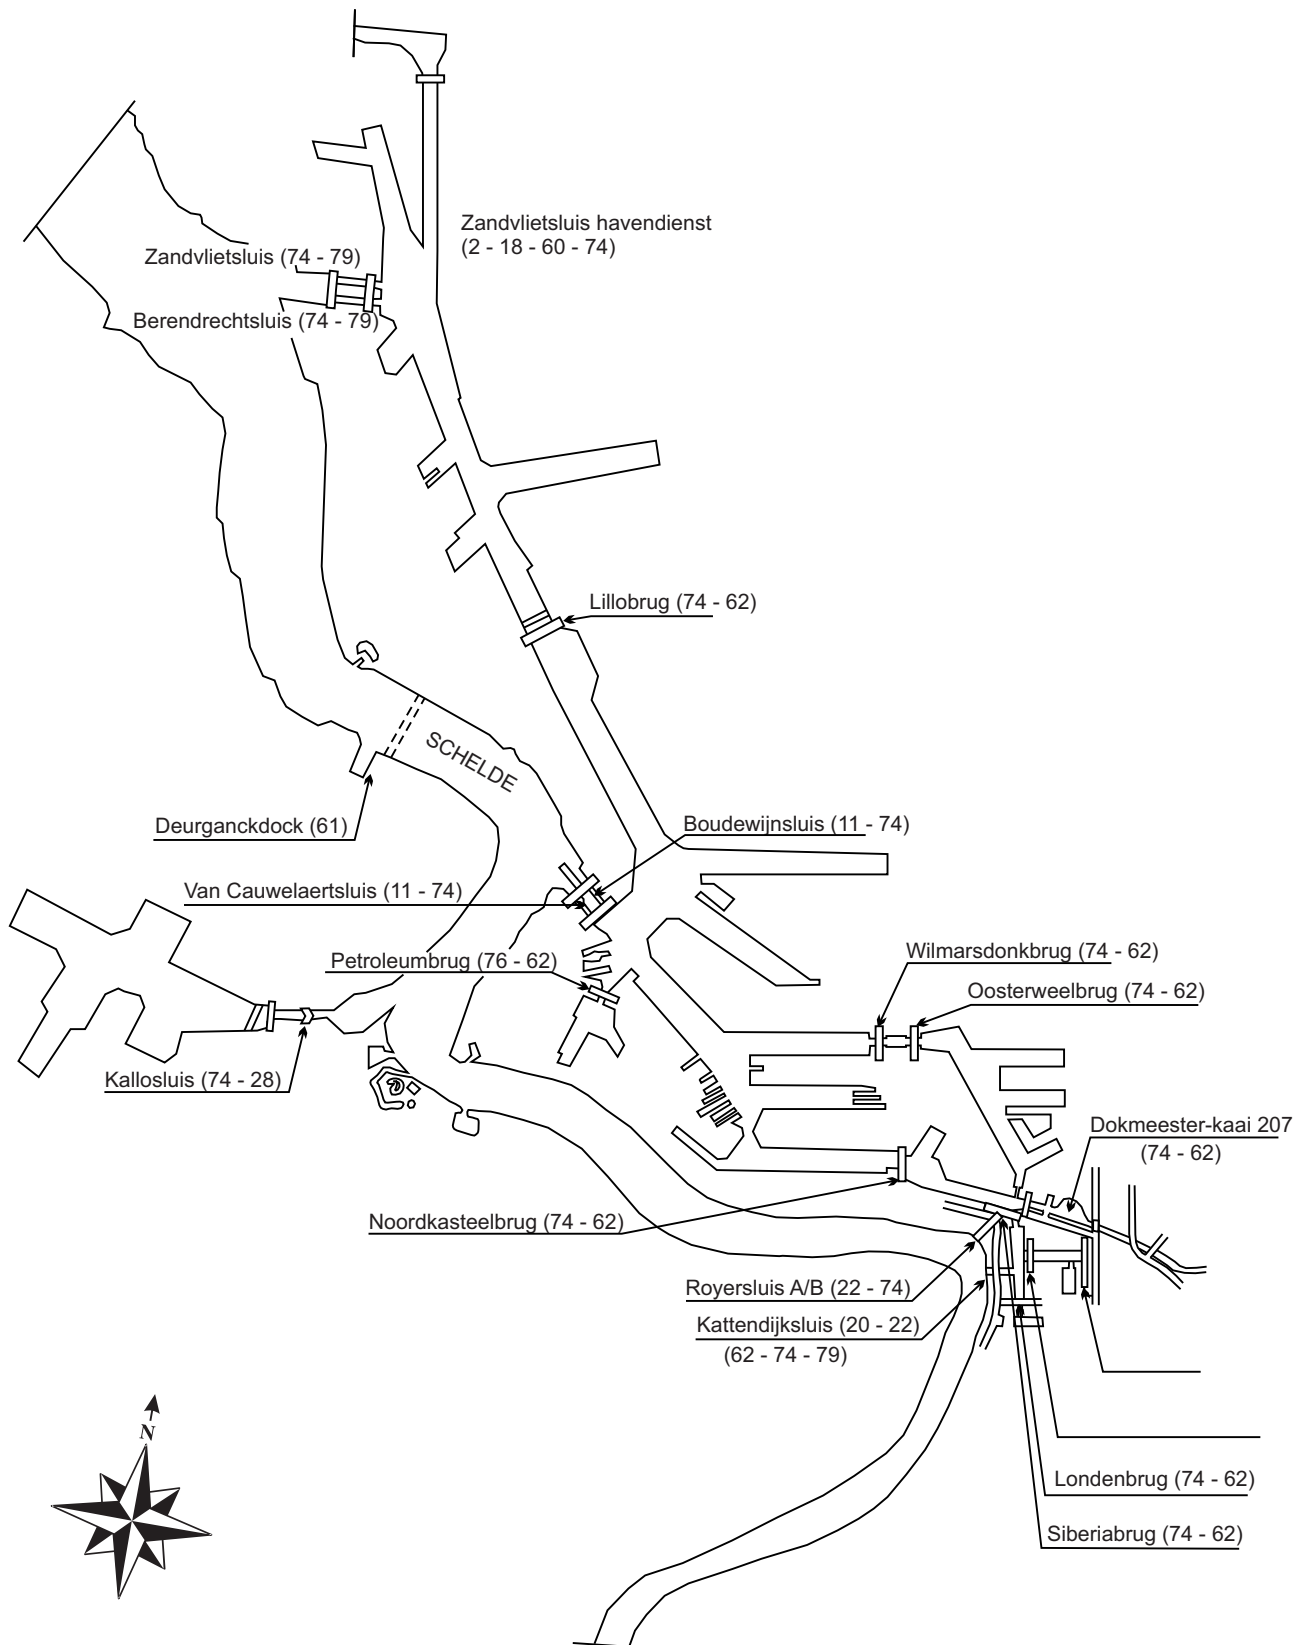 Zandvlietsluis havendienst
(2 - 18 - 60 - 74)
Zandvlietsluis (74 - 79)
Berendrechtsluis (74 - 79)
Lillobrug (74 - 62)
SCHELDE
Deurganckdock (61)
Boudewijnsluis (11 - 74)
Van Cauwelaertsluis (11 - 74)
Petroleumbrug (76 - 62)
Wilmarsdonkbrug (74 - 62)
Oosterweelbrug (74 - 62)
Kallosluis (74 - 28)
Dokmeester-kaai 207
(74 - 62)
Noordkasteelbrug (74 - 62)
Royersluis A/B (22 - 74)
Kattendijksluis (20 - 22)
(62 - 74 - 79)
N
Londenbrug (74 - 62)
Siberiabrug (74 - 62)